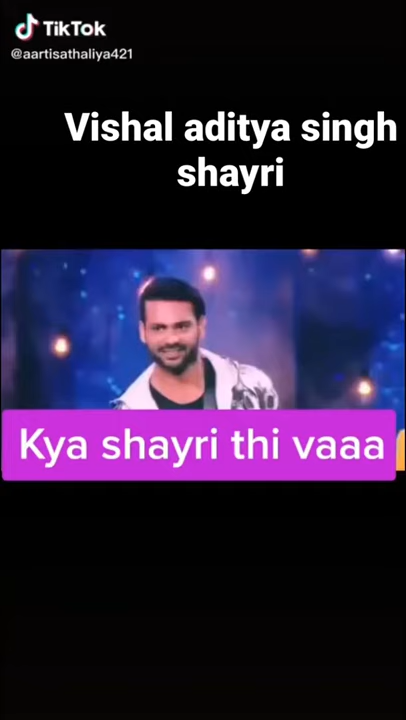 TikTok
@aartisathaliya421
Vishal aditya singh
shayri
Kya shayri thi vaaa